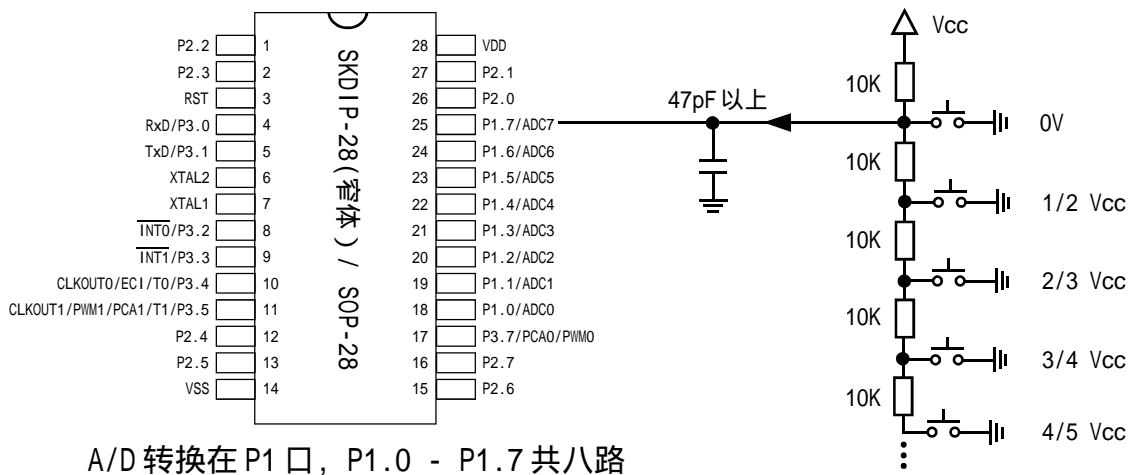 P2.2 1 28 VDD
P2.3 2 27 P2.1
RST 3 26 P2.0
RxD/P3.0 4 25 P1.7/ADC7
TxD/P3.1 5 24 P1.6/ADC6
XTAL2 6 23 P1.5/ADC5
XTAL1 7 22 P1.4/ADC4
INT0/P3.2 8 21 P1.3/ADC3
INT1/P3.3 9 20 P1.2/ADC2
CLKOUT0/ECI/T0/P3.4 10 19 P1.1/ADC1
CLKOUT1/PWM1/PCA1/T1/P3.5 11 18 P1.0/ADC0
P2.4 12 17 P3.7/PCA0/PWM0
P2.5 13 16 P2.7
VSS 14 15 P2.6
SKDIP-28(窄体) / SOP-28
47pF以上
Vcc
10K
0V
10K
1/2 Vcc
10K
2/3 Vcc
10K
3/4 Vcc
10K
4/5 Vcc
A/D转换在P1口, P1.0 - P1.7共八路